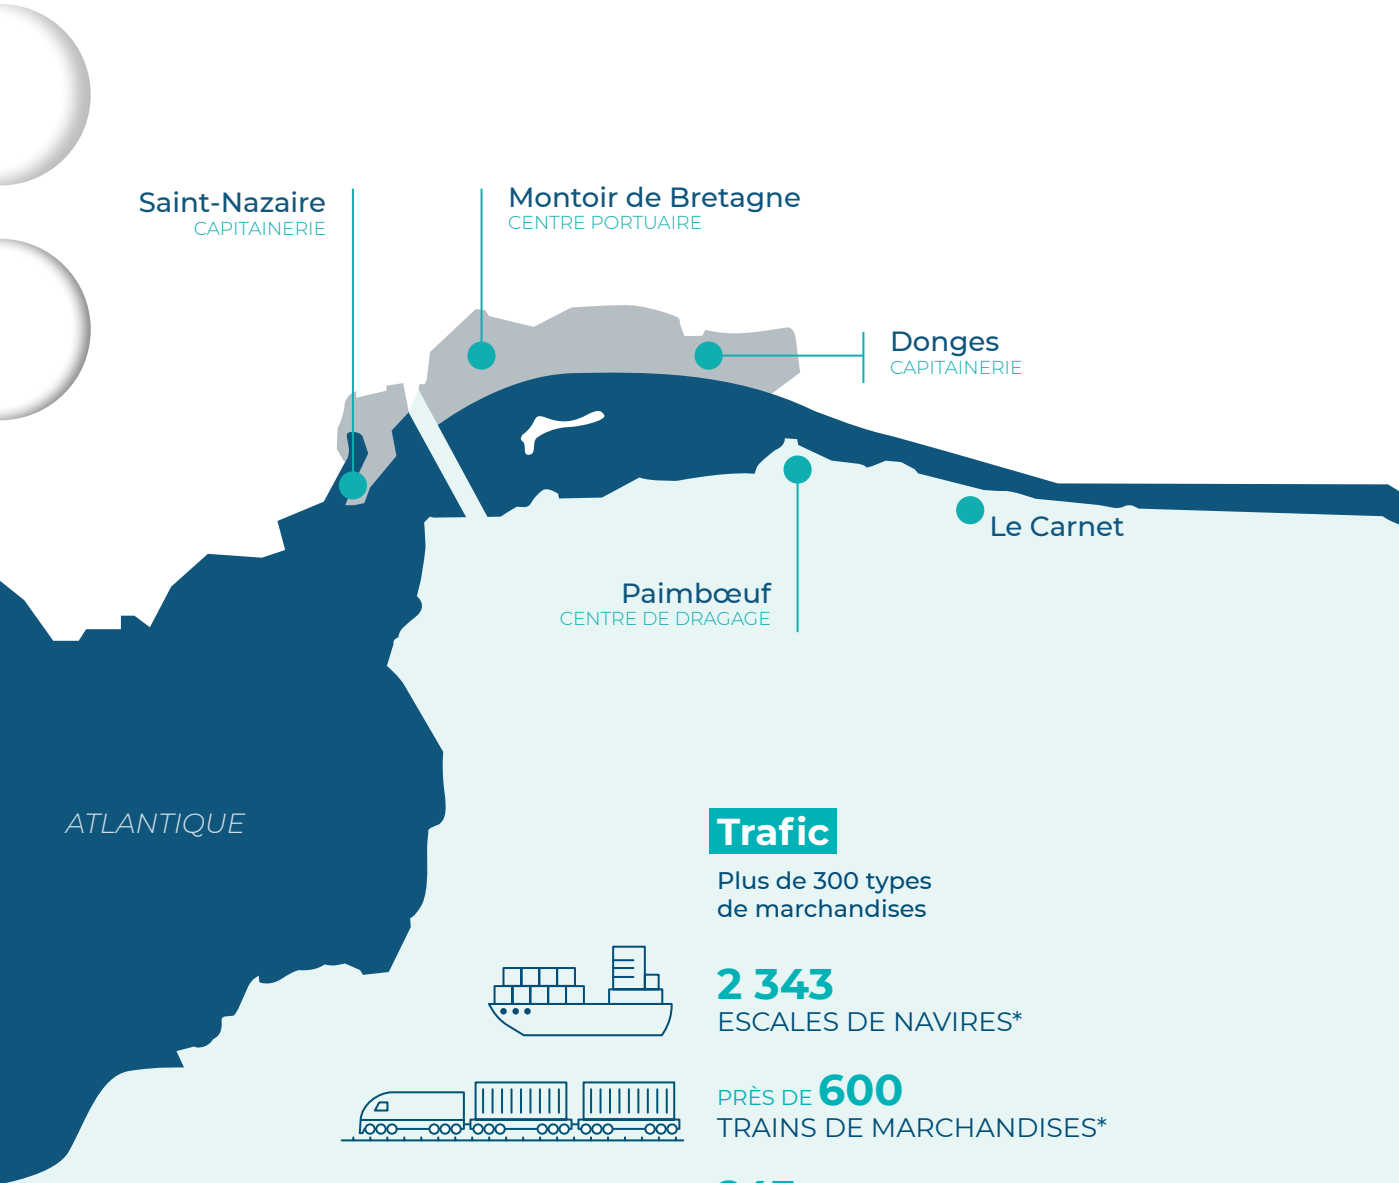 Saint-Nazaire
CAPITAINERIE
Montoir de Bretagne
CENTRE PORTUAIRE
Donges
CAPITAINERIE
Le Carnet
Paimbœuf
CENTRE DE DRAGAGE
ATLANTIQUE
Trafic
Plus de 300 types
de marchandises
2 343
ESCALES DE NAVIRES*
PRÈS DE 600
TRAINS DE MARCHANDISES*